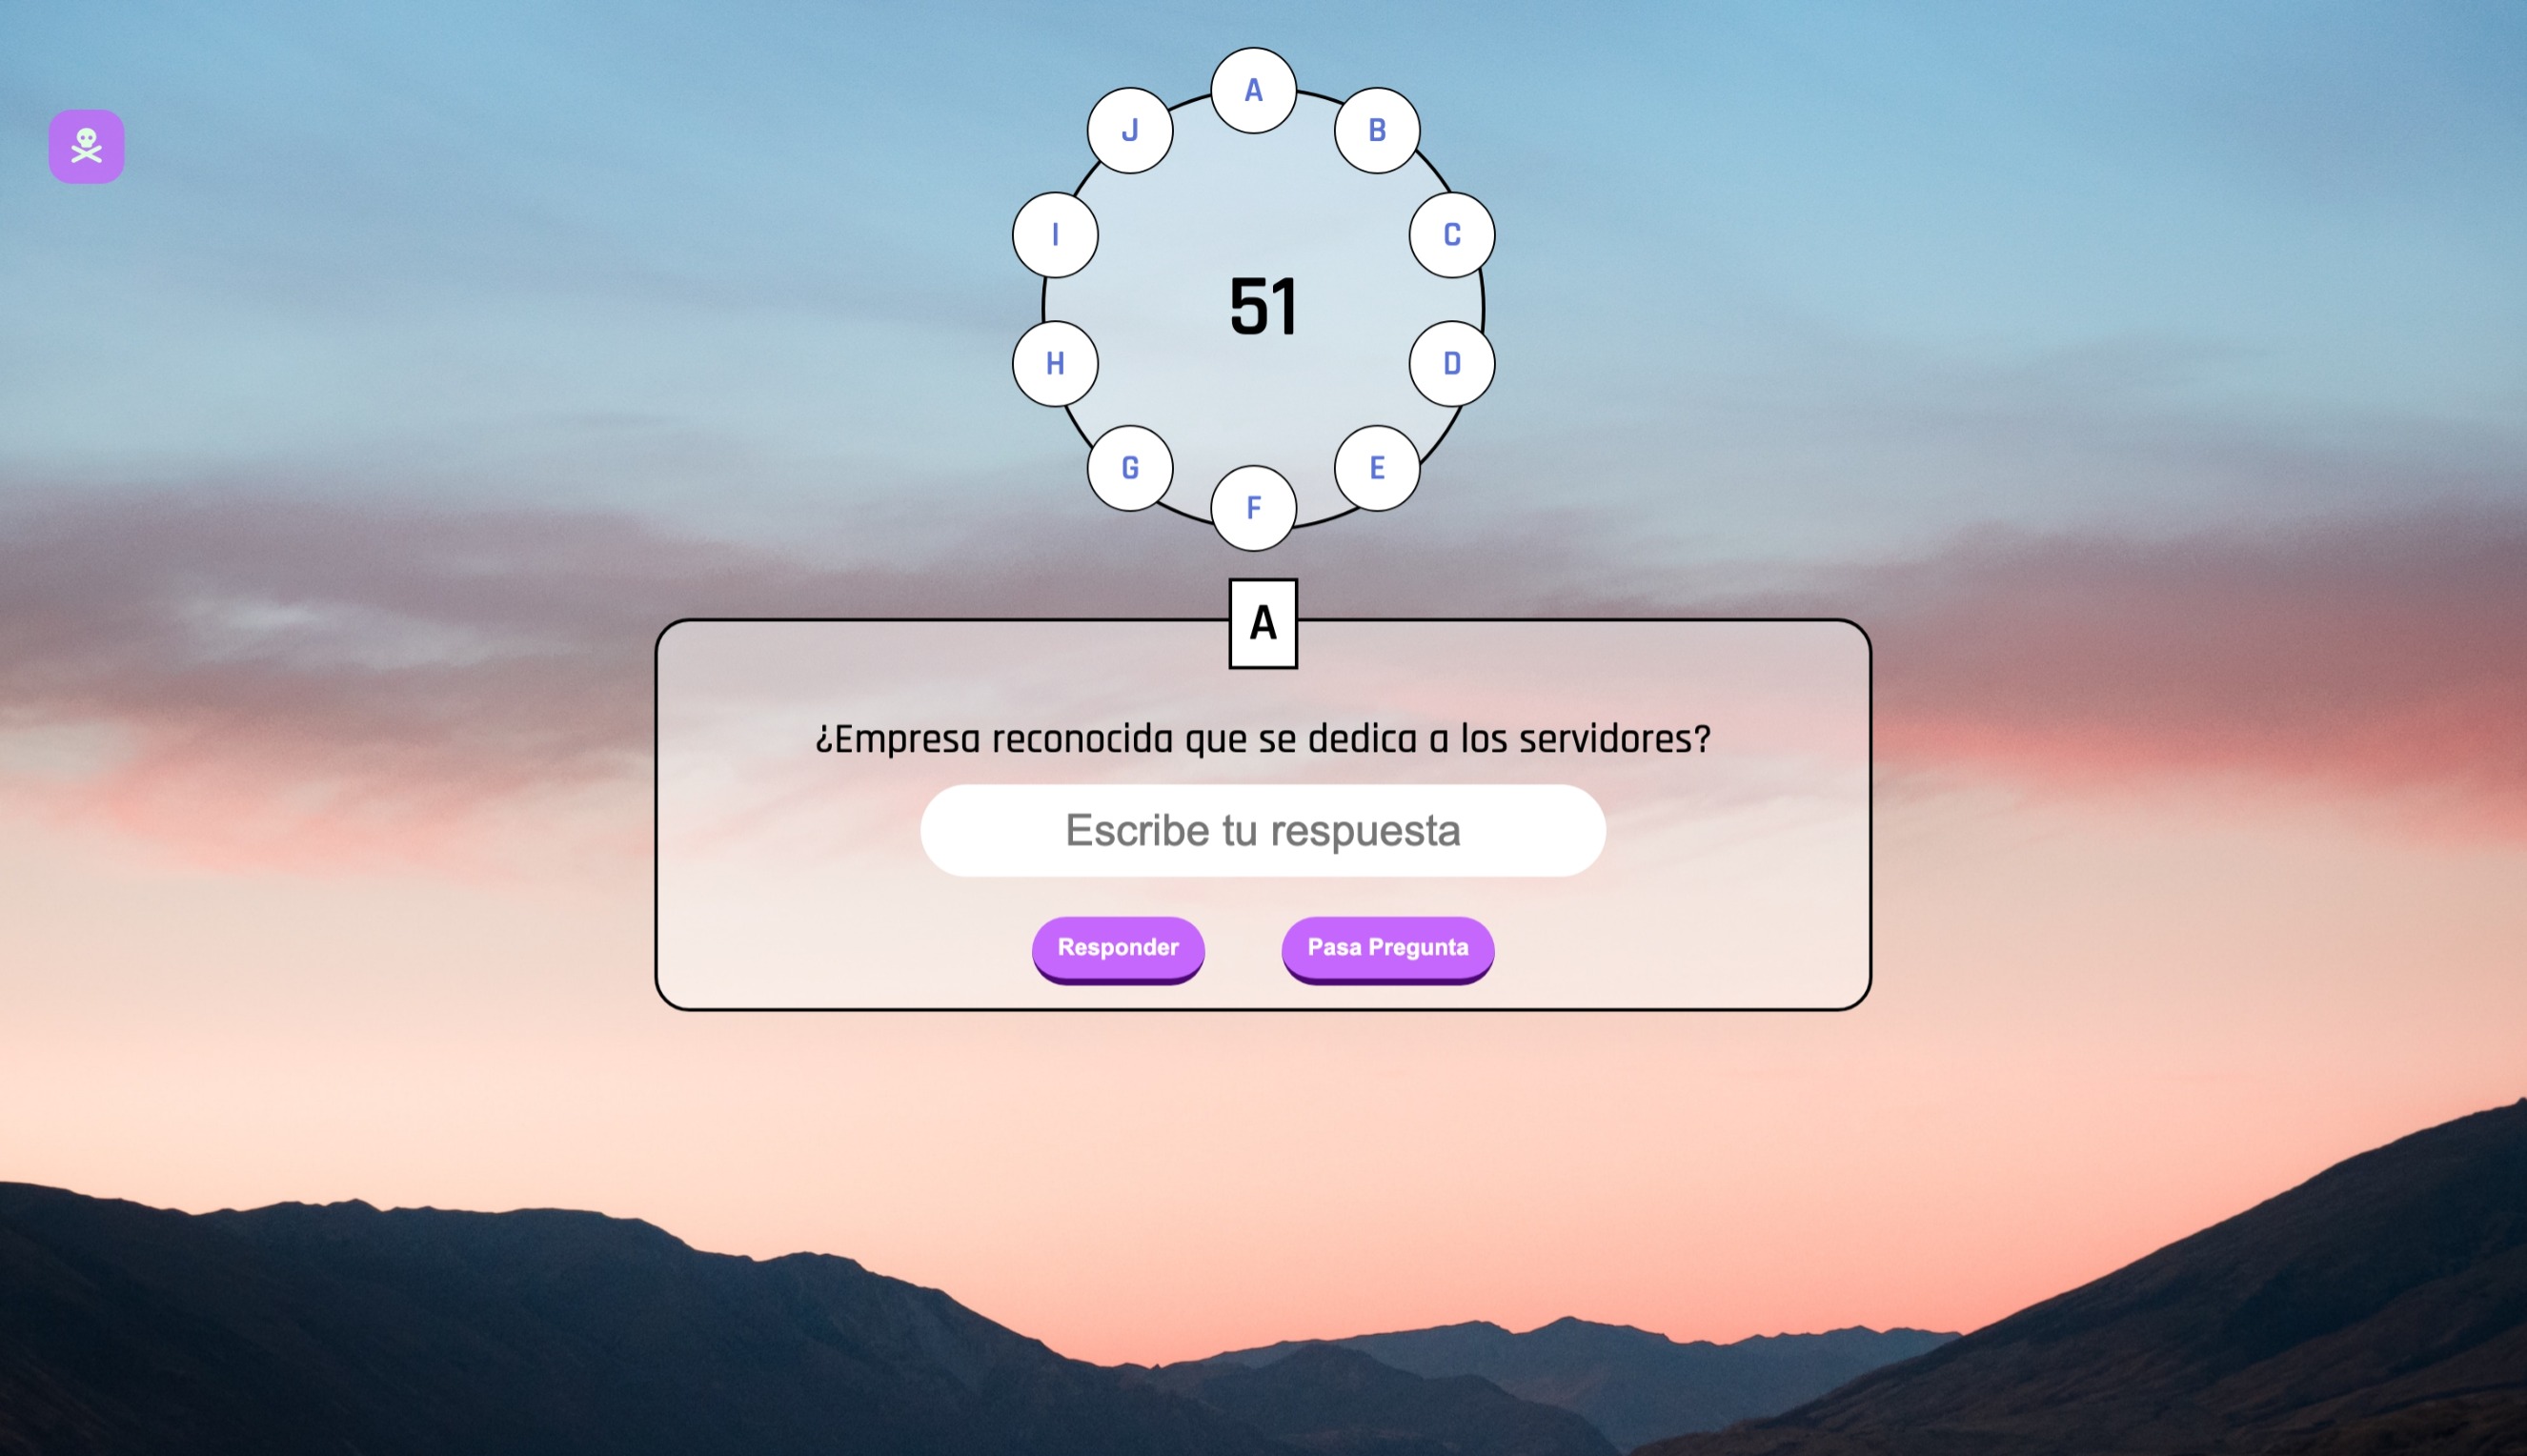 A
B
C
D
E
F
G
H
I
J
51
A
¿Empresa reconocida que se dedica a los servidores?
Escribe tu respuesta
Responder
Pasa Pregunta